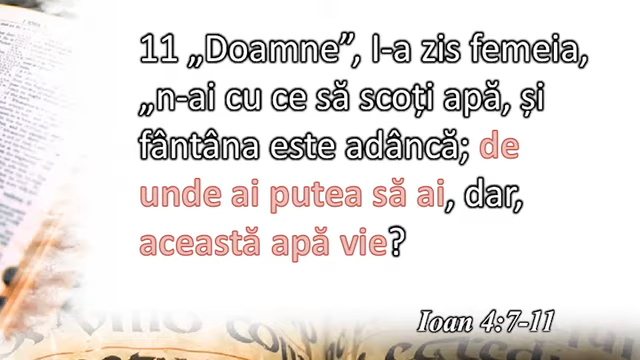 11 „Doamne”, I-a zis femeia,
„n-ai cu ce să scoți apă, și
fântâna este adâncă; de
unde ai putea să ai, dar,
această apă vie?
Ioan 4:7-11